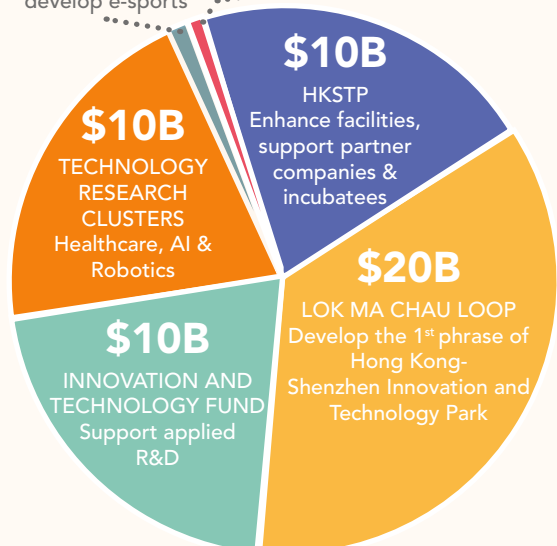 develop e-sports
$10B
HKSTP
Enhance facilities,
support partner
companies &
incubatees
$10B
TECHNOLOGY
RESEARCH
CLUSTERS
Healthcare, AI &
Robotics
$20B
LOK MA CHAU LOOP
Develop the 1st phrase of
Hong Kong-
Shenzhen Innovation and
Technology Park
$10B
INNOVATION AND
TECHNOLOGY FUND
Support applied
R&D